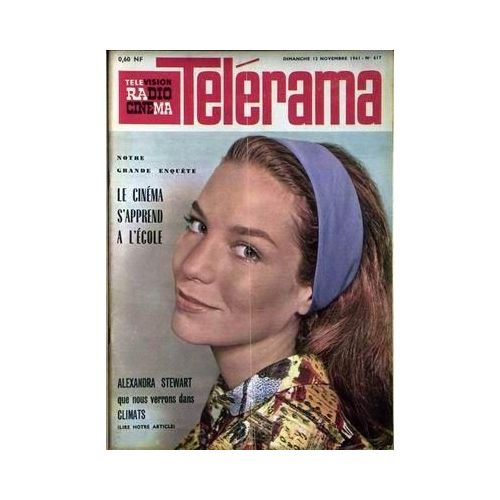 0,60 NF
DIMANCHE 12 NOVEMBRE 1961 - N° 617
TELEVISION
RADIO
CINEMA
Télérama
NOTRE
GRANDE ENQUÊTE
LE CINÉMA
S'APPREND
A L'ÉCOLE
ALEXANDRA STEWART
que nous verrons dans
CLIMATS
(LIRE NOTRE ARTICLE)